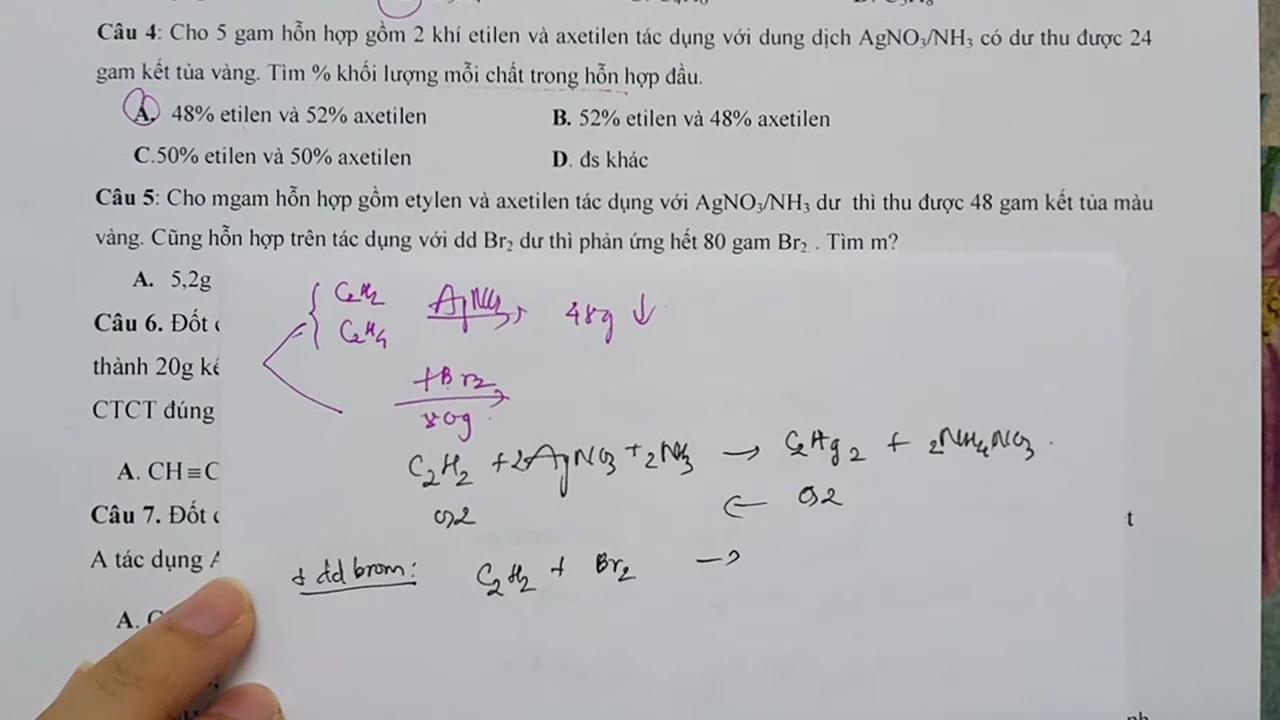 Câu 4: Cho 5 gam hỗn hợp gồm 2 khí etilen và axetilen tác dụng với dung dịch AgNO₃/NH₃ có dư thu được 24
gam kết tủa vàng. Tìm % khối lượng mỗi chất trong hỗn hợp đầu.
A. 48% etilen và 52% axetilen B. 52% etilen và 48% axetilen
C.50% etilen và 50% axetilen D. đs khác
Câu 5: Cho mgam hỗn hợp gồm etylen và axetilen tác dụng với AgNO₃/NH₃ dư thì thu được 48 gam kết tủa màu
vàng. Cũng hỗn hợp trên tác dụng với dd Br₂ dư thì phản ứng hết 80 gam Br₂ . Tìm m?
A. 5,2g
C₂H₂ AgNO₃ 48g ↓
C₂H₄
Câu 6. Đốt
thành 20g
+Br₂
80g
CTCT đúng
C₂H₂ + 2AgNO₃ + 2NH₃ → C₂Ag₂ + 2NH₄NO₃
A. CH≡C
0,2 ← 0,2
Câu 7. Đốt
A tác dụng
+ dd brom: C₂H₂ + Br₂ →
A.